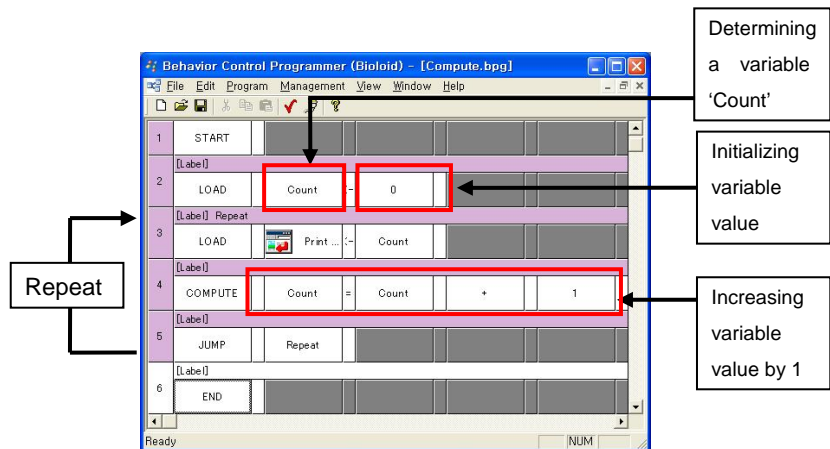 Determining
a variable
‘Count’
Behavior Control Programmer (Bioloid) - [Compute.bpg]
File Edit Program Management View Window Help
1 START
[Label]
2 LOAD Count <- 0
Initializing
variable
value
[Label] Repeat
3 LOAD Print ... <- Count
Repeat
[Label]
4 COMPUTE Count = Count + 1
Increasing
variable
value by 1
[Label]
5 JUMP Repeat
[Label]
6 END
Ready NUM